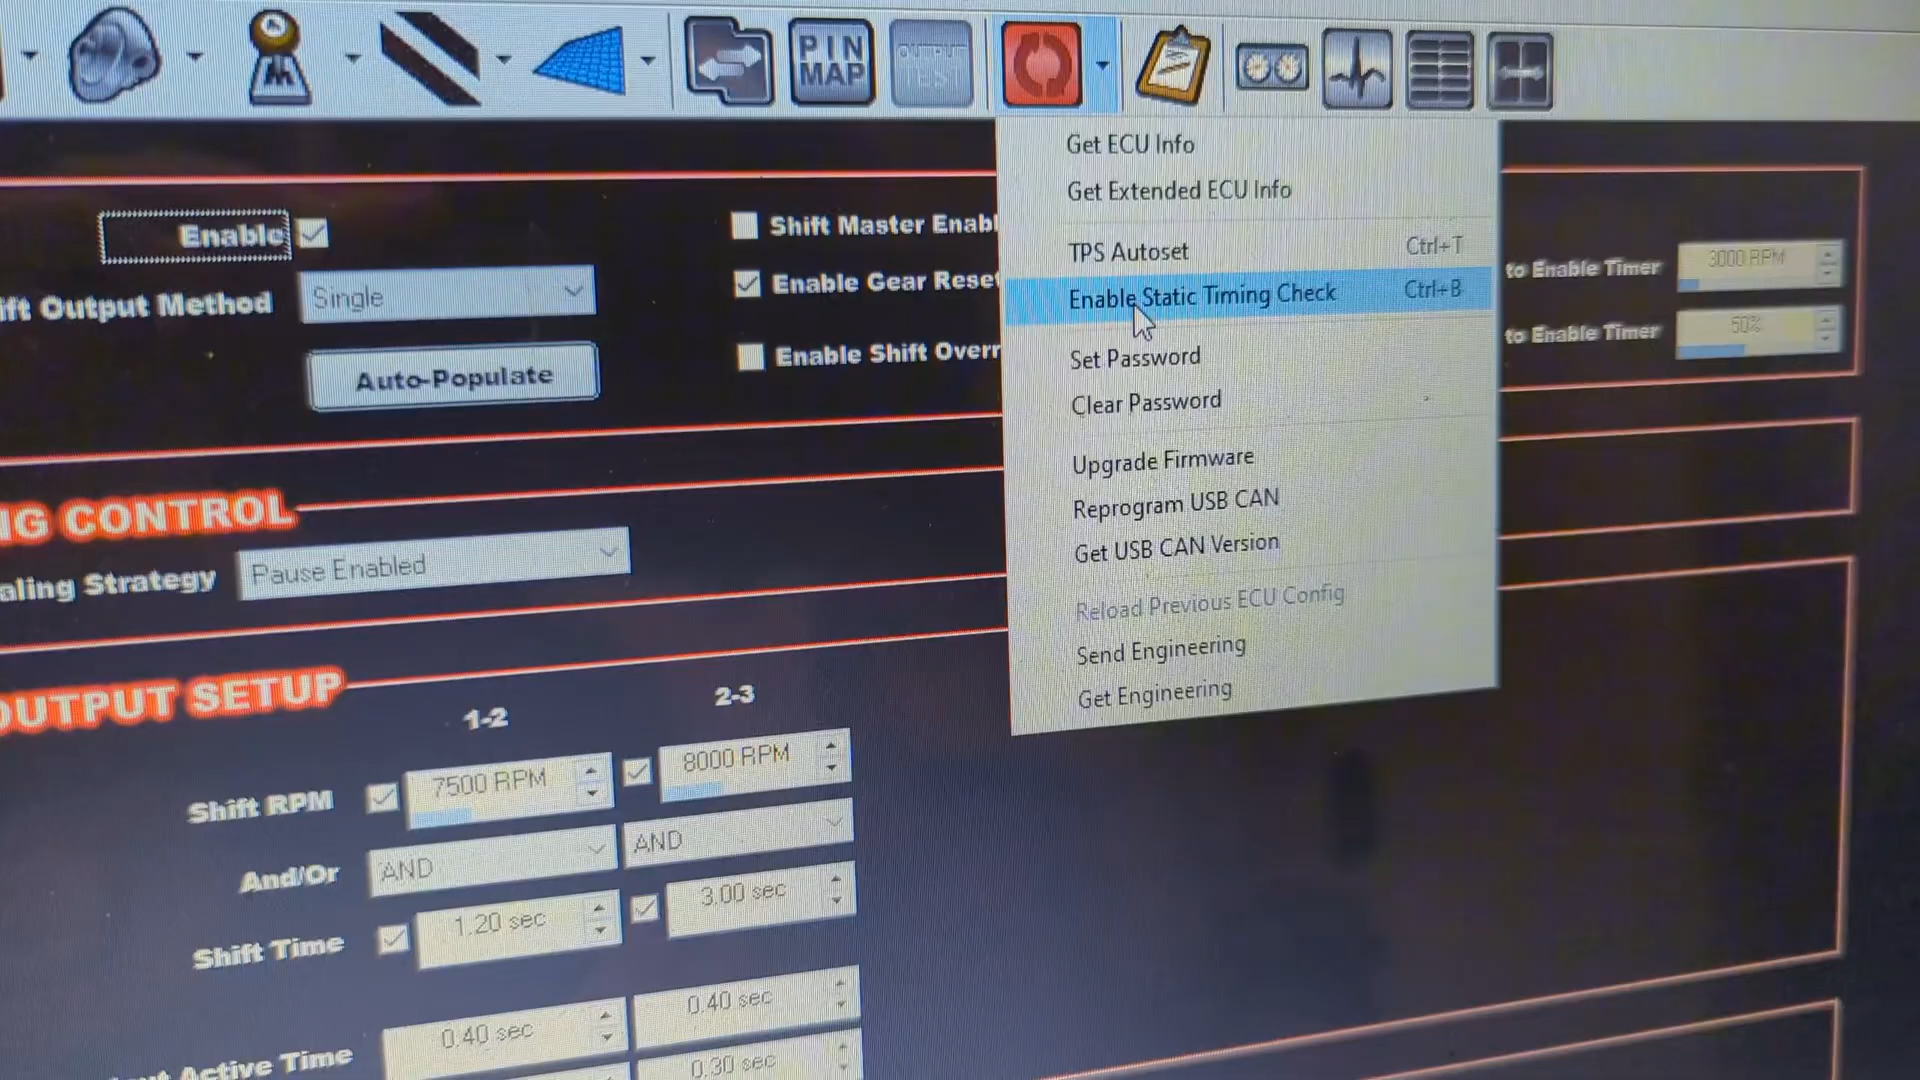 PIN
MAP
OUTPUT
TEST
Get ECU Info
Get Extended ECU Info
TPS Autoset Ctrl+T
Enable Static Timing Check Ctrl+B
Set Password
Clear Password
Upgrade Firmware
Reprogram USB CAN
Get USB CAN Version
Reload Previous ECU Config
Send Engineering
Get Engineering
Enable
ift Output Method Single
Auto-Populate
Shift Master Enabl
Enable Gear Reset
Enable Shift Overr
to Enable Timer 3000 RPM
to Enable Timer 50%
NG CONTROL
aling Strategy Pause Enabled
OUTPUT SETUP
1-2 2-3
Shift RPM 7500 RPM 8000 RPM
And/Or AND AND
Shift Time 1.20 sec 3.00 sec
Active Time 0.40 sec 0.40 sec
0.30 sec